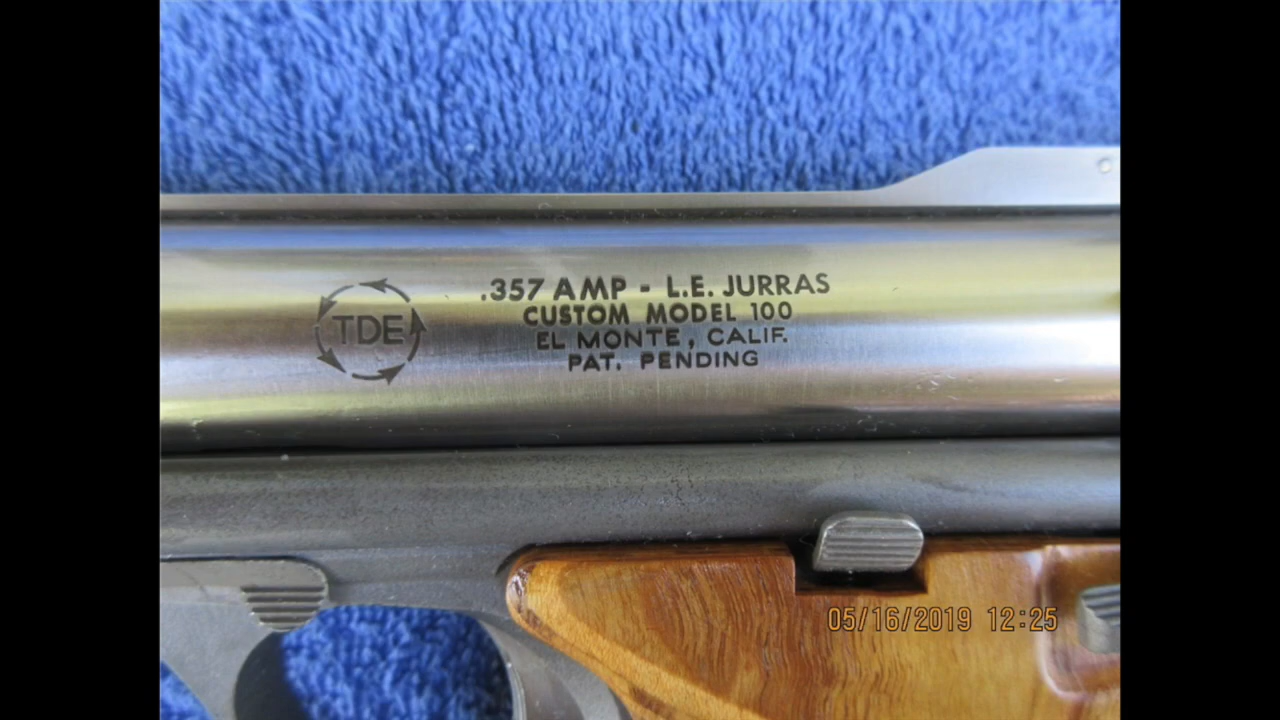 TDE
.357 AMP - L.E. JURRAS
CUSTOM MODEL 100
EL MONTE, CALIF.
PAT. PENDING
05/16/2019 12:25